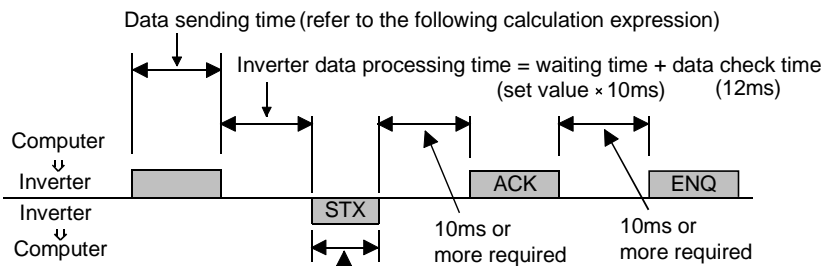 Data sending time (refer to the following calculation expression)
Inverter data processing time = waiting time + data check time
(set value × 10ms) (12ms)
Computer
⇓
Inverter
ACK
ENQ
Inverter
⇓
Computer
STX
10ms or
more required
10ms or
more required